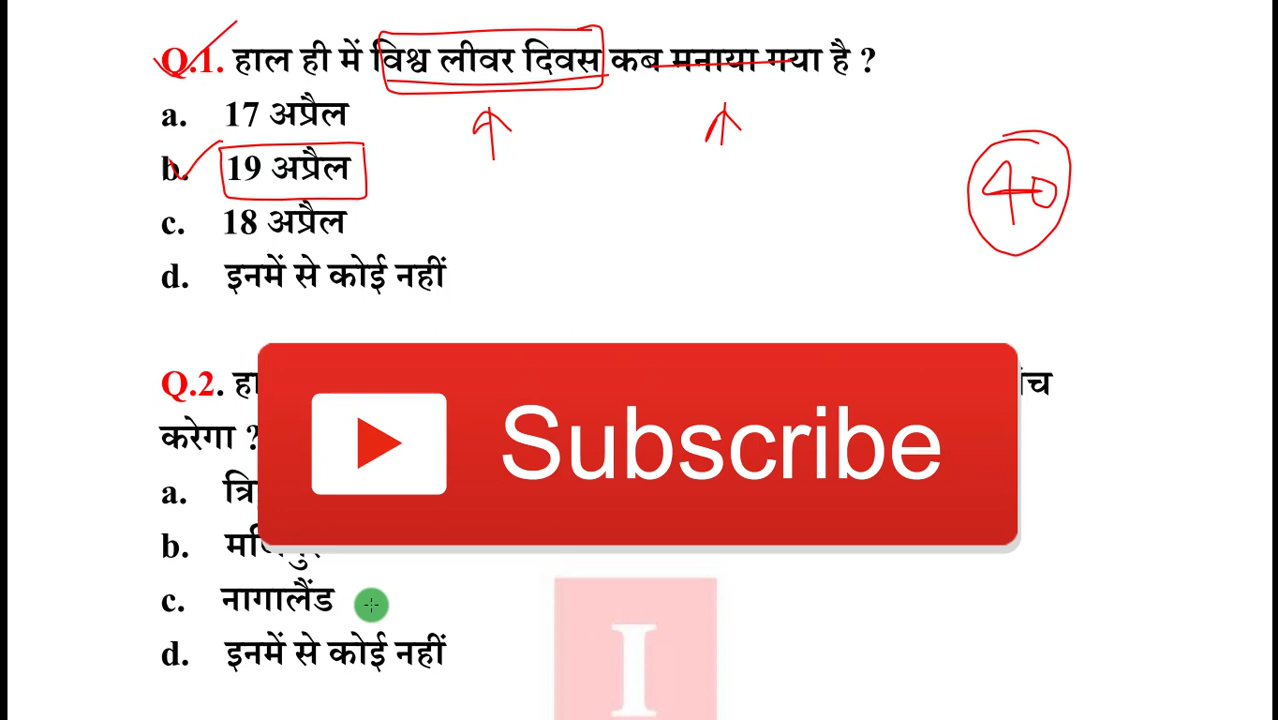 Q.1. हाल ही में विश्व लीवर दिवस कब मनाया गया है ?
a. 17 अप्रैल
b. 19 अप्रैल
40
c. 18 अप्रैल
d. इनमें से कोई नहीं
Q.2.
करेगा ?
a.
Subscribe
b.
c. नागालैंड
d. इनमें से कोई नहीं
I